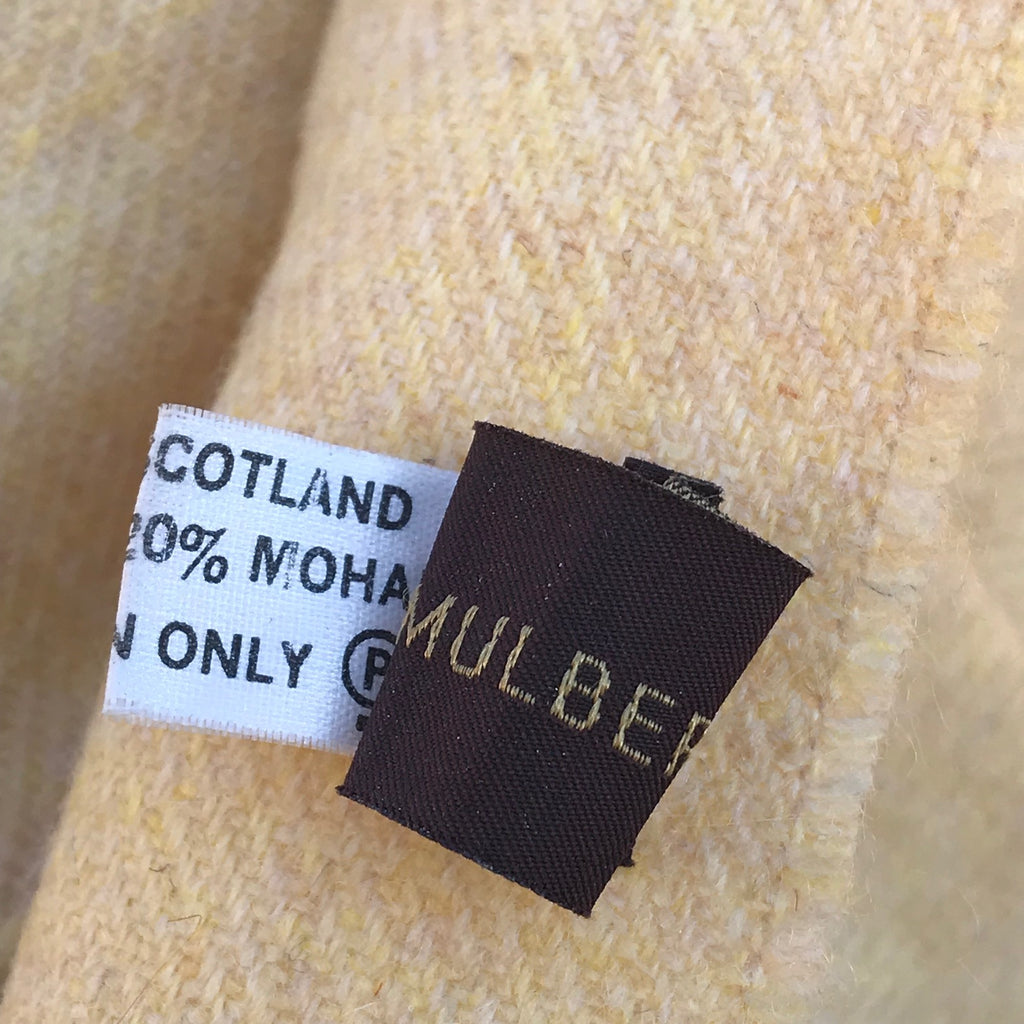 SCOTLAND
20% MOHA
N ONLY Ⓟ
MULBER